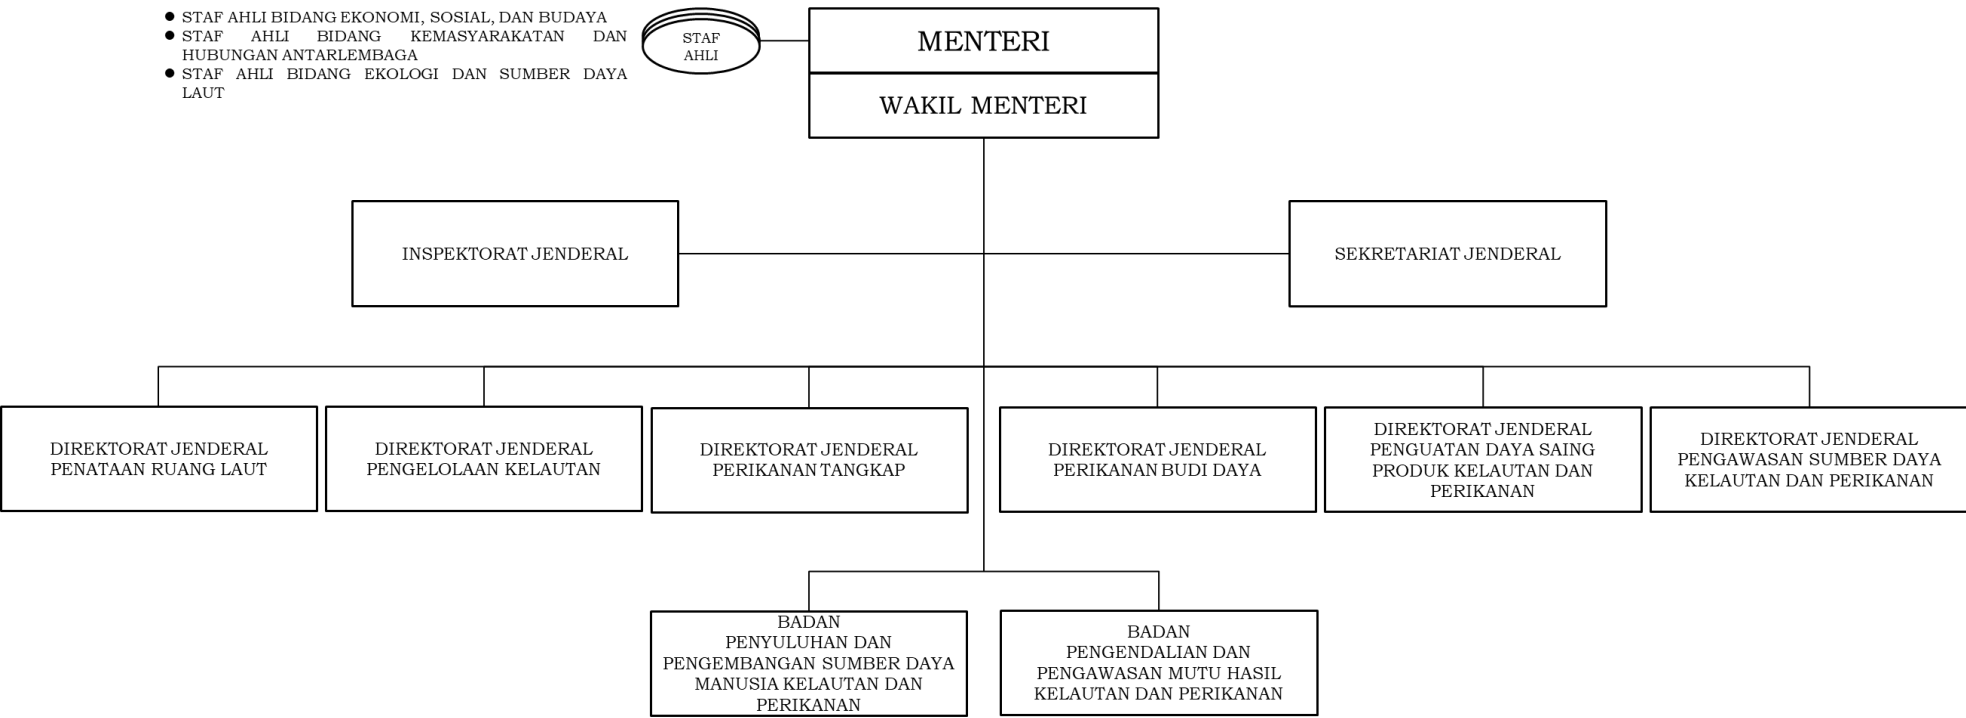 STAF AHLI BIDANG EKONOMI, SOSIAL, DAN BUDAYA
STAF AHLI BIDANG KEMASYARAKATAN DAN
HUBUNGAN ANTARLEMBAGA
STAF AHLI BIDANG EKOLOGI DAN SUMBER DAYA
LAUT
STAF
AHLI
MENTERI
WAKIL MENTERI
INSPEKTORAT JENDERAL
SEKRETARIAT JENDERAL
DIREKTORAT JENDERAL
PENATAAN RUANG LAUT
DIREKTORAT JENDERAL
PENGELOLAAN KELAUTAN
DIREKTORAT JENDERAL
PERIKANAN TANGKAP
DIREKTORAT JENDERAL
PERIKANAN BUDI DAYA
DIREKTORAT JENDERAL
PENGUATAN DAYA SAING
PRODUK KELAUTAN DAN
PERIKANAN
DIREKTORAT JENDERAL
PENGAWASAN SUMBER DAYA
KELAUTAN DAN PERIKANAN
BADAN
PENYULUHAN DAN
PENGEMBANGAN SUMBER DAYA
MANUSIA KELAUTAN DAN
PERIKANAN
BADAN
PENGENDALIAN DAN
PENGAWASAN MUTU HASIL
KELAUTAN DAN PERIKANAN